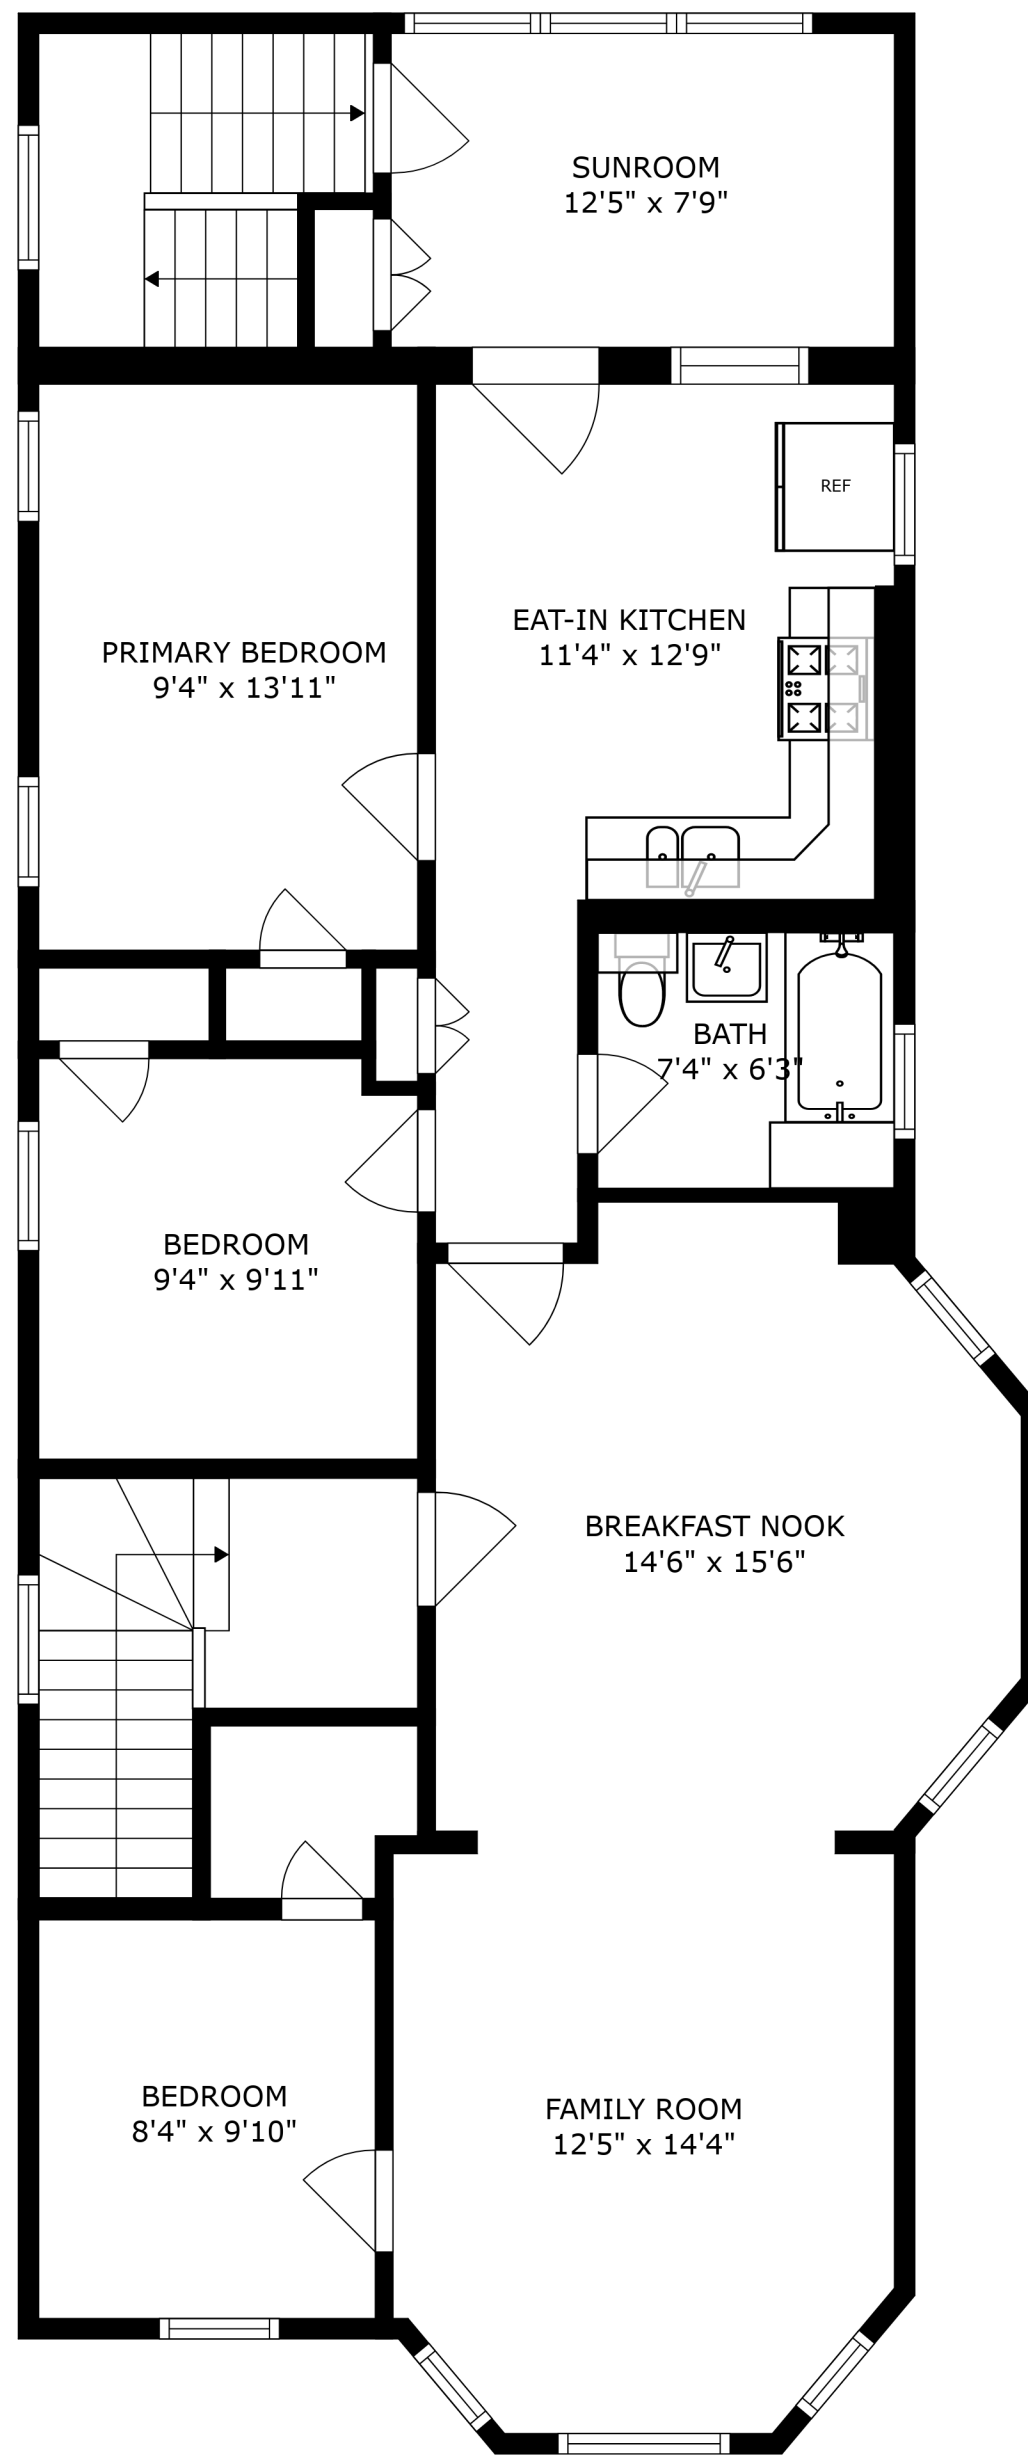 SUNROOM
12'5" x 7'9"
REF
EAT-IN KITCHEN
11'4" x 12'9"
PRIMARY BEDROOM
9'4" x 13'11"
BATH
7'4" x 6'3"
BEDROOM
9'4" x 9'11"
BREAKFAST NOOK
14'6" x 15'6"
BEDROOM
8'4" x 9'10"
FAMILY ROOM
12'5" x 14'4"